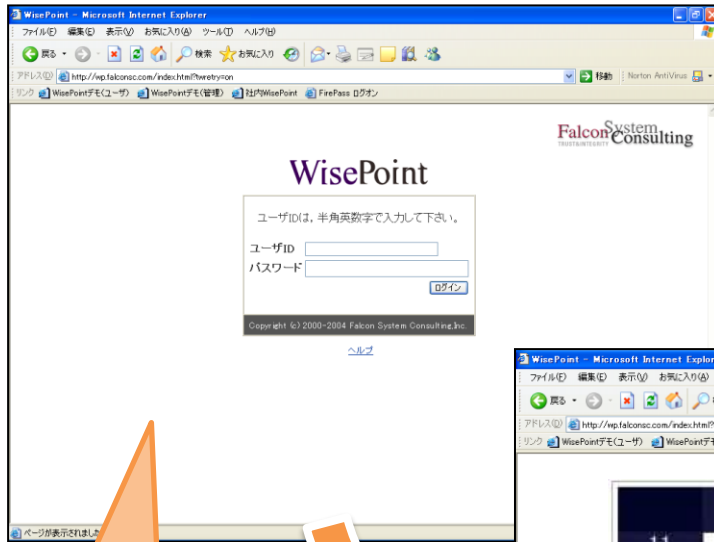 WisePoint - Microsoft Internet Explorer
ファイル(F) 編集(E) 表示(V) お気に入り(A) ツール(T) ヘルプ(H)
戻る 検索 お気に入り
アドレス(D) http://wp.falconsc.com/index.html?wretry=on 移動 Norton AntiVirus
リンク WisePointデモ(ユーザ) WisePointデモ(管理) 社内WisePoint FirePass ログオン
Falcon System Consulting
TRUST&INTEGRITY
WisePoint
ユーザIDは，半角英数字で入力して下さい。
ユーザID
パスワード
ログイン
Copyright (c) 2000-2004 Falcon System Consulting,Inc.
ヘルプ
WisePoint - Microsoft Internet Explor
ファイル(F) 編集(E) 表示(V) お気に入り(A)
戻る
アドレス(D) http://wp.falconsc.com/index.html?
リンク WisePointデモ(ユーザ) WisePointデモ
11
ページが表示されました